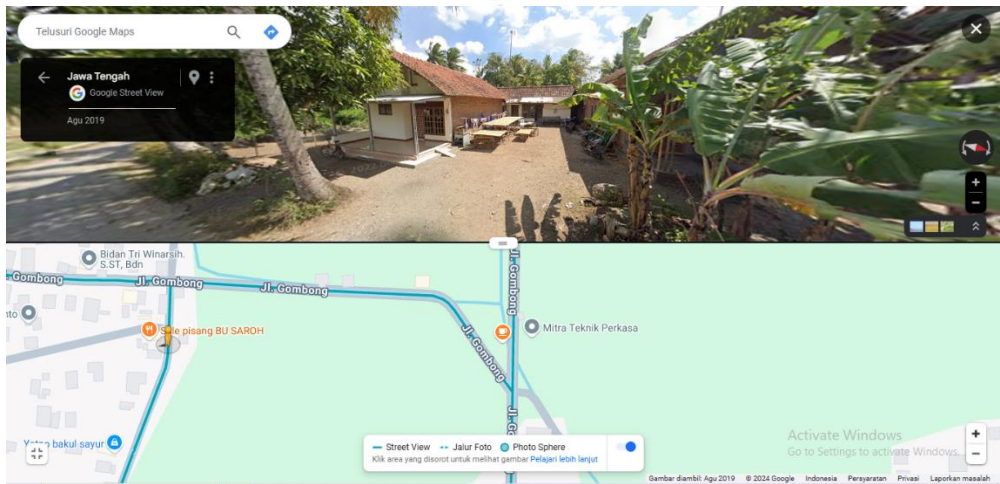 Telusuri Google Maps
Jawa Tengah
Google Street View
Agu 2019
Bidan Tri Winarsih.
S.ST, Bdn
Gombong
Jl. Gombong
Jl. Gombong
Jl. Gombong
Jl. Gombong
Mitra Teknik Perkasa
Sale pisang BU SAROH
bakul sayur
Street View
Jalur Foto
Photo Sphere
Klik area yang disorot untuk melihat gambar Pelajari lebih lanjut
Activate Windows
Go to Settings to activate Windows.
Gambar diambil: Agu 2019 © 2024 Google Indonesia Persyaratan Privasi Laporkan masalah